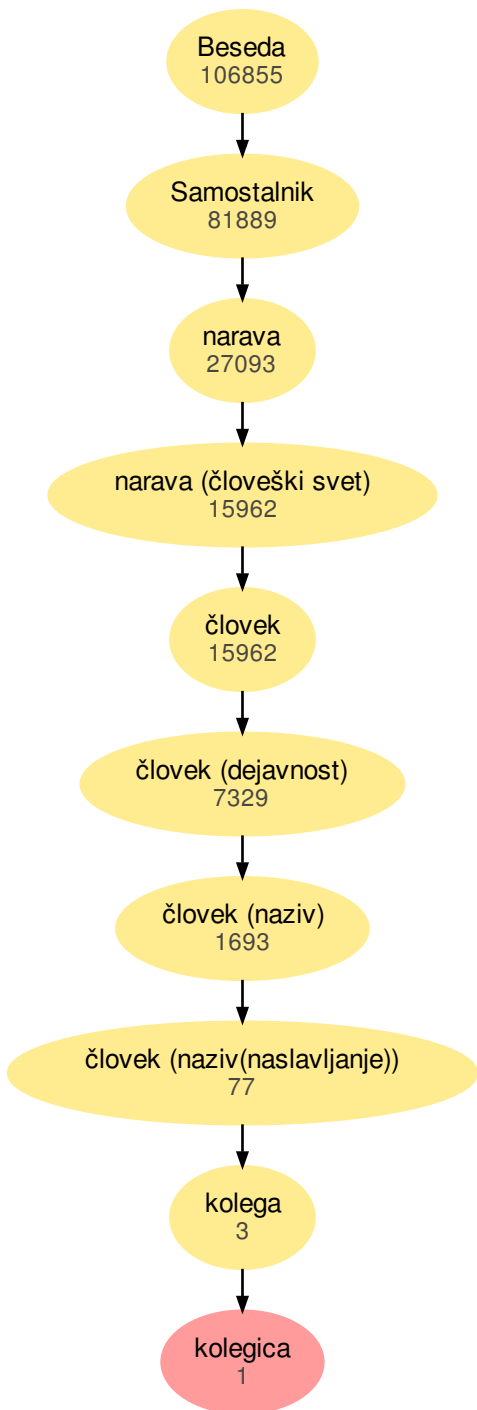 Beseda
106855
Samostalnik
81889
narava
27093
narava (človeški svet)
15962
človek
15962
človek (dejavnost)
7329
človek (naziv)
1693
človek (naziv(naslavljanje))
77
kolega
3
kolegica
1